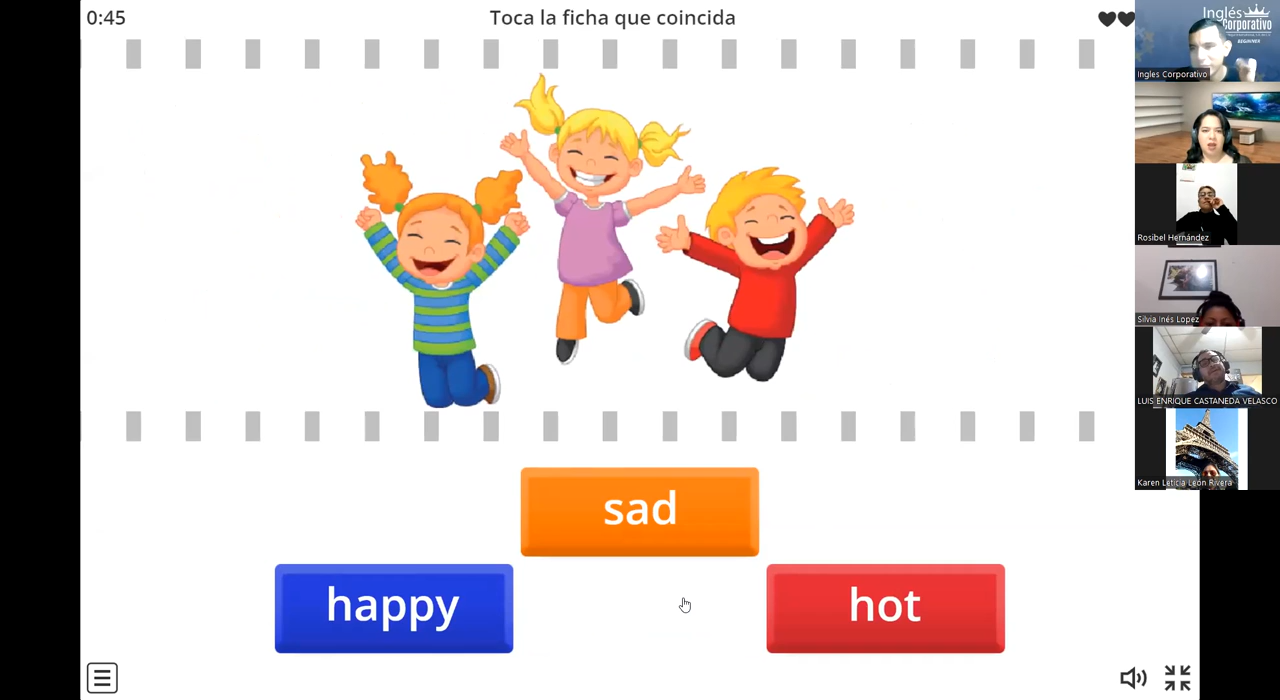 0:45
Toca la ficha que coincida
Inglés
Corporativo
BEGINNER
Ingles Corporativo
Rosibel Hernández
Silvia Inés Lopez
LUIS ENRIQUE CASTANEDA VELASCO
Karen Leticia León Rivera
sad
happy
hot